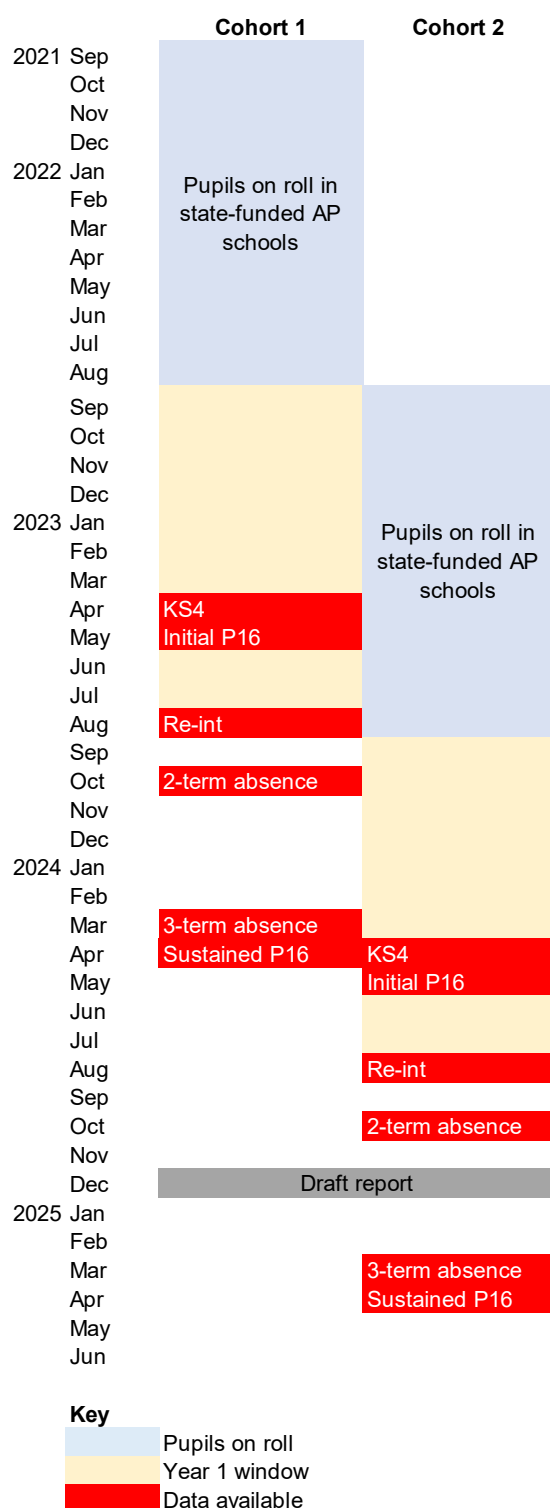 Cohort 1 Cohort 2
2021 Sep
Oct
Nov
Dec
2022 Jan
Feb
Mar
Apr
May
Jun
Jul
Aug
Pupils on roll in
state-funded AP
schools
Sep
Oct
Nov
Dec
2023 Jan
Feb
Mar
Pupils on roll in
state-funded AP
schools
Apr KS4
May Initial P16
Jun
Jul
Aug Re-int
Sep
Oct 2-term absence
Nov
Dec
2024 Jan
Feb
Mar 3-term absence
Apr Sustained P16 KS4
May Initial P16
Jun
Jul
Aug Re-int
Sep
Oct 2-term absence
Nov
Dec Draft report
2025 Jan
Feb
Mar 3-term absence
Apr Sustained P16
May
Jun
Key
Pupils on roll
Year 1 window
Data available